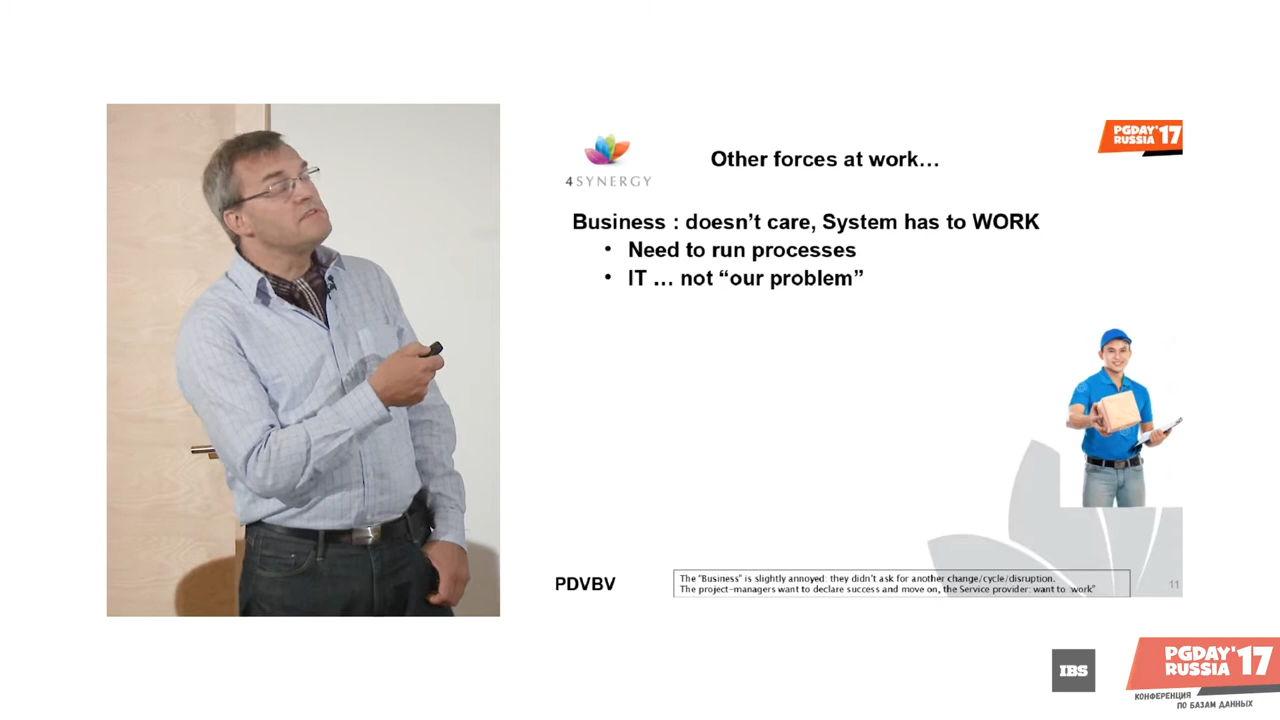 PGDAY'17
RUSSIA
4SYNERGY
Other forces at work…
Business : doesn't care, System has to WORK
• Need to run processes
• IT … not “our problem”
PDVBV
The "Business" is slightly annoyed: they didn't ask for another change/cycle/disruption.
The project-managers want to declare success and move on, the Service provider: want to "work"
11
IBS
PGDAY'17
RUSSIA
КОНФЕРЕНЦИЯ
ПО БАЗАМ ДАННЫХ